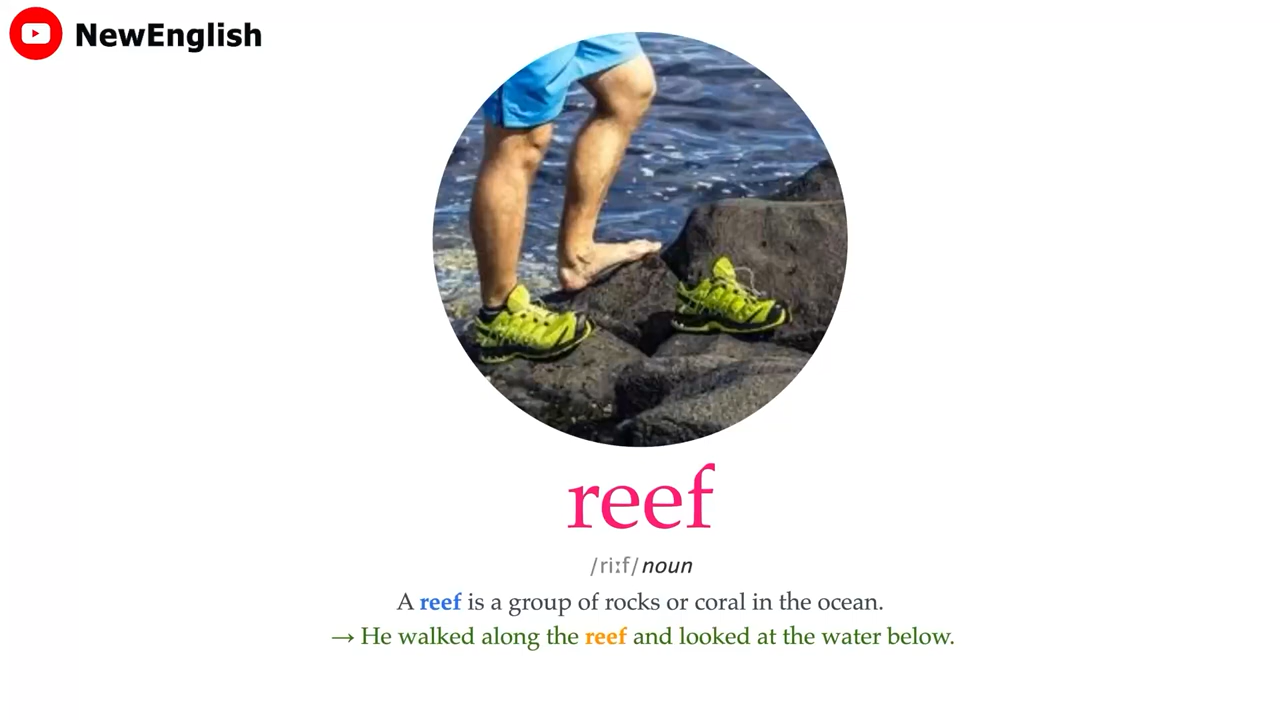 NewEnglish
reef
/riːf/ noun
A reef is a group of rocks or coral in the ocean.
→ He walked along the reef and looked at the water below.